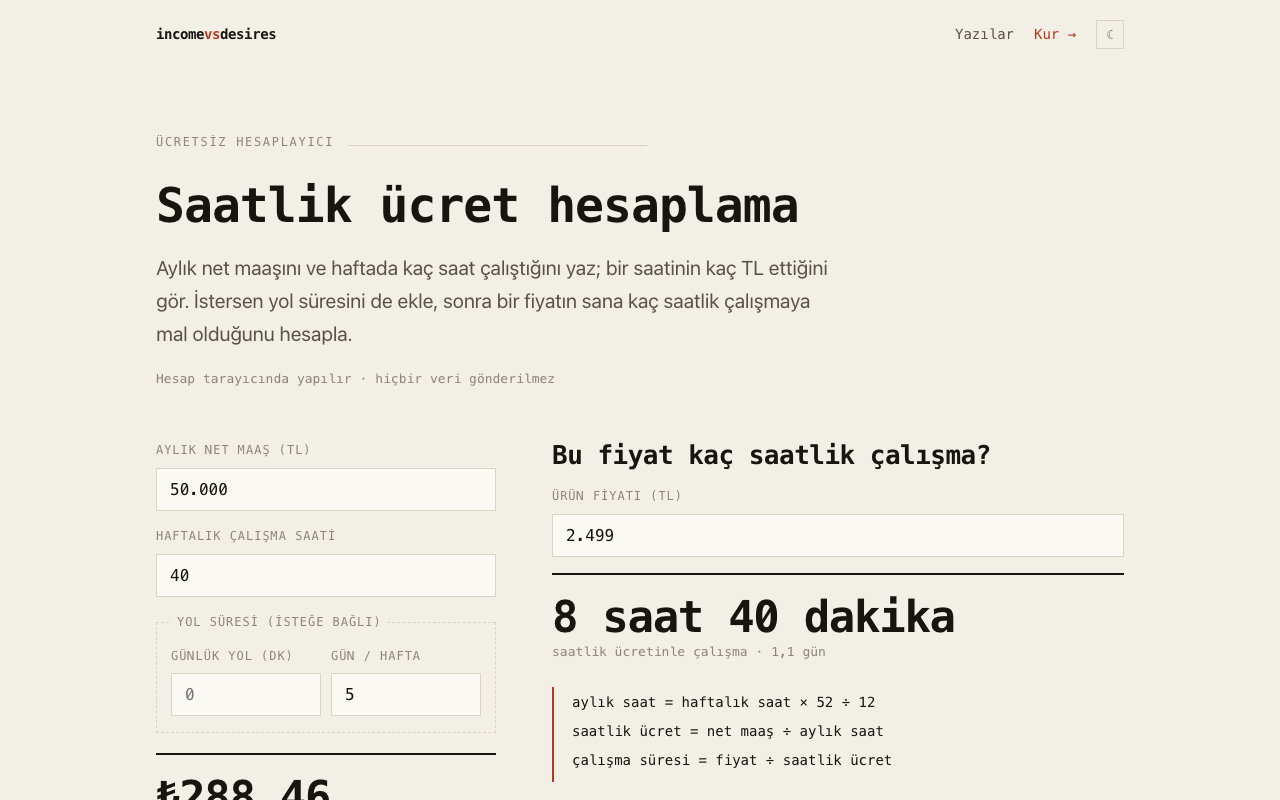 incomevsdesires
Yazılar
Kur →
☾
ÜCRETSİZ HESAPLAYICI
Saatlik ücret hesaplama
Aylık net maaşını ve haftada kaç saat çalıştığını yaz; bir saatinin kaç TL ettiğini
gör. İstersen yol süresini de ekle, sonra bir fiyatın sana kaç saatlik çalışmaya
mal olduğunu hesapla.
Hesap tarayıcında yapılır · hiçbir veri gönderilmez
AYLIK NET MAAŞ (TL)
50.000
HAFTALIK ÇALIŞMA SAATİ
40
YOL SÜRESİ (İSTEĞE BAĞLI)
GÜNLÜK YOL (DK)
GÜN / HAFTA
0
5
₺288,46
Bu fiyat kaç saatlik çalışma?
ÜRÜN FİYATI (TL)
2.499
8 saat 40 dakika
saatlik ücretinle çalışma · 1,1 gün
aylık saat = haftalık saat × 52 ÷ 12
saatlik ücret = net maaş ÷ aylık saat
çalışma süresi = fiyat ÷ saatlik ücret